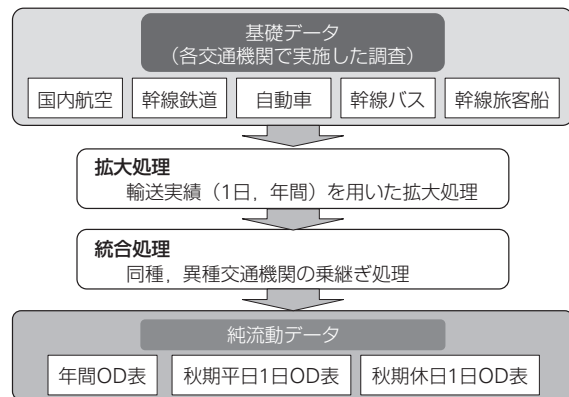 基礎データ
（各交通機関で実施した調査）
国内航空
幹線鉄道
自動車
幹線バス
幹線旅客船
拡大処理
輸送実績（1日，年間）を用いた拡大処理
統合処理
同種，異種交通機関の乗継ぎ処理
純流動データ
年間OD表
秋期平日1日OD表
秋期休日1日OD表